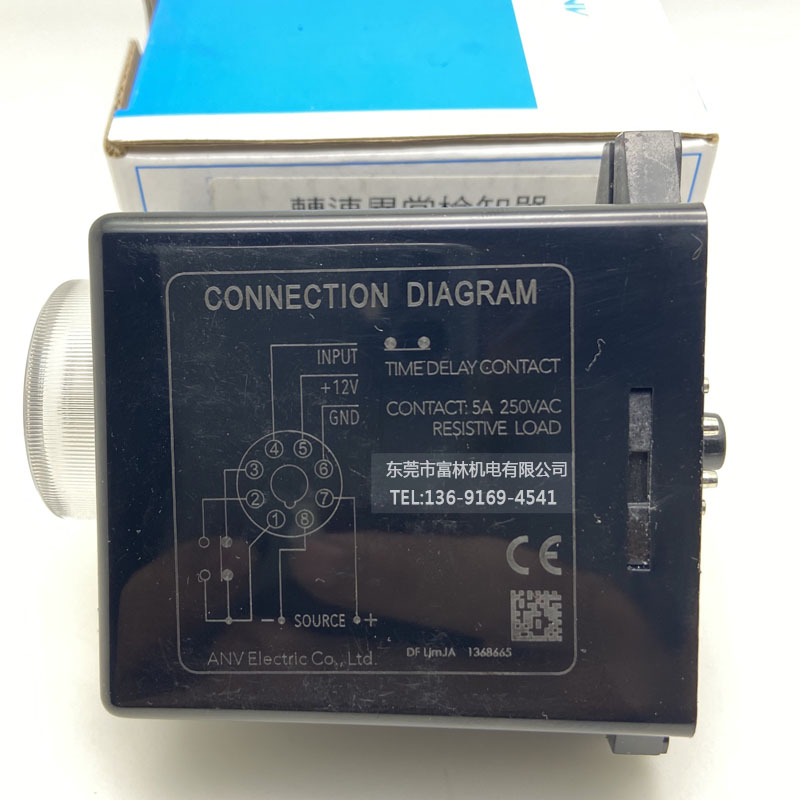 轉速異常檢知器
CONNECTION DIAGRAM
INPUT
+12V
GND
TIME DELAY CONTACT
CONTACT: 5A 250VAC
RESISTIVE LOAD
4 5
3 6
2 7
1 8
东莞市富林机电有限公司
TEL:136-9169-4541
CE
- SOURCE +
ANV Electric Co., Ltd.
DF LjmJA 1368665